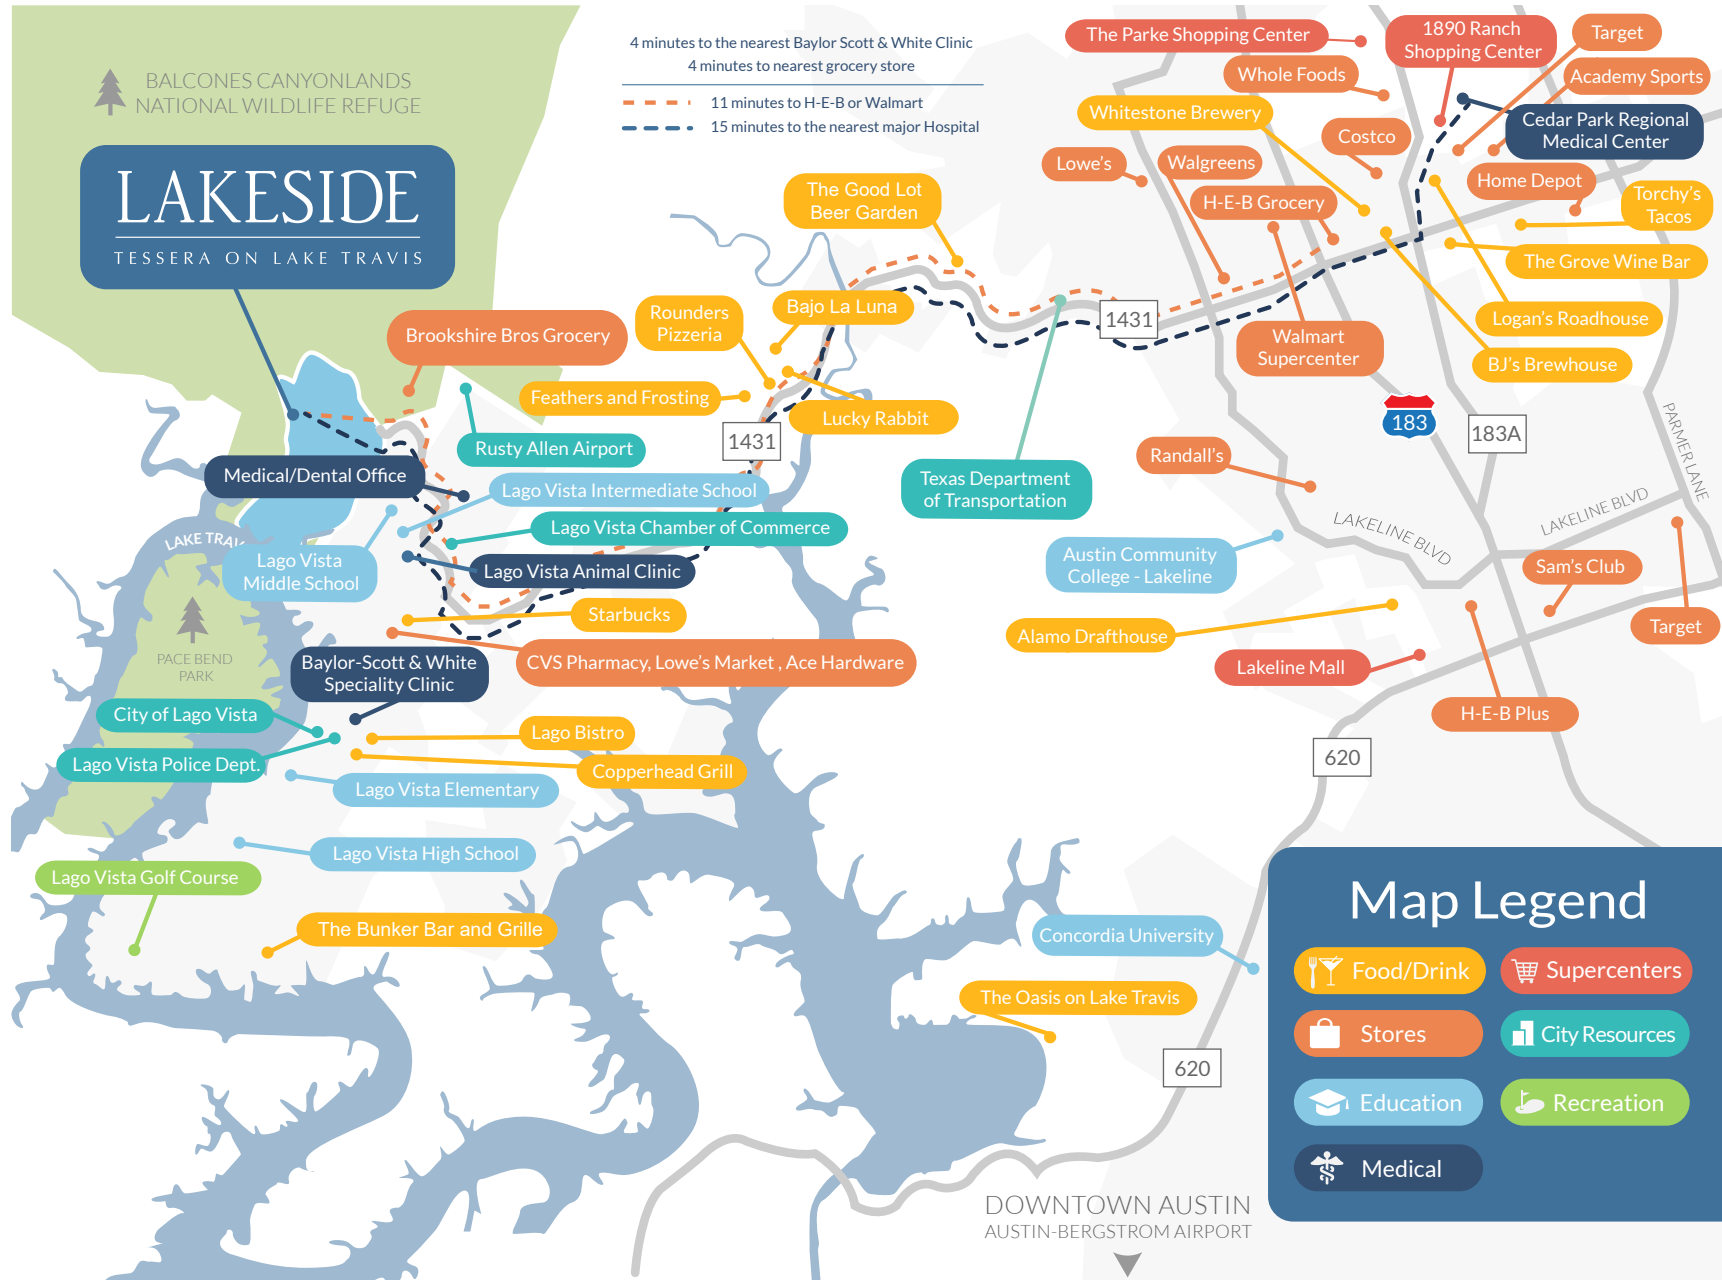 4 minutes to the nearest Baylor Scott & White Clinic
4 minutes to nearest grocery store
11 minutes to H-E-B or Walmart
15 minutes to the nearest major Hospital
BALCONES CANYONLANDS
NATIONAL WILDLIFE REFUGE
LAKESIDE
TESSERA ON LAKE TRAVIS
The Parke Shopping Center
1890 Ranch
Shopping Center
Target
Whole Foods
Academy Sports
Whitestone Brewery
Cedar Park Regional
Medical Center
Costco
Lowe's
Walgreens
Home Depot
H-E-B Grocery
Torchy's
Tacos
The Good Lot
Beer Garden
The Grove Wine Bar
Rounders
Pizzeria
Bajo La Luna
1431
Logan's Roadhouse
Brookshire Bros Grocery
Walmart
Supercenter
BJ's Brewhouse
Feathers and Frosting
Lucky Rabbit
183
183A
PARMER LANE
1431
Rusty Allen Airport
Randall's
Medical/Dental Office
Lago Vista Intermediate School
Texas Department
of Transportation
Lago Vista Chamber of Commerce
LAKELINE BLVD
LAKELINE BLVD
LAKE TRAV
Lago Vista
Middle School
Lago Vista Animal Clinic
Austin Community
College - Lakeline
Sam's Club
Starbucks
Alamo Drafthouse
Target
PACE BEND
PARK
Baylor-Scott & White
Speciality Clinic
CVS Pharmacy, Lowe's Market , Ace Hardware
Lakeline Mall
City of Lago Vista
H-E-B Plus
Lago Bistro
Lago Vista Police Dept.
Copperhead Grill
620
Lago Vista Elementary
Lago Vista High School
Lago Vista Golf Course
The Bunker Bar and Grille
Concordia University
The Oasis on Lake Travis
620
Map Legend
Food/Drink
Supercenters
Stores
City Resources
Education
Recreation
Medical
DOWNTOWN AUSTIN
AUSTIN-BERGSTROM AIRPORT